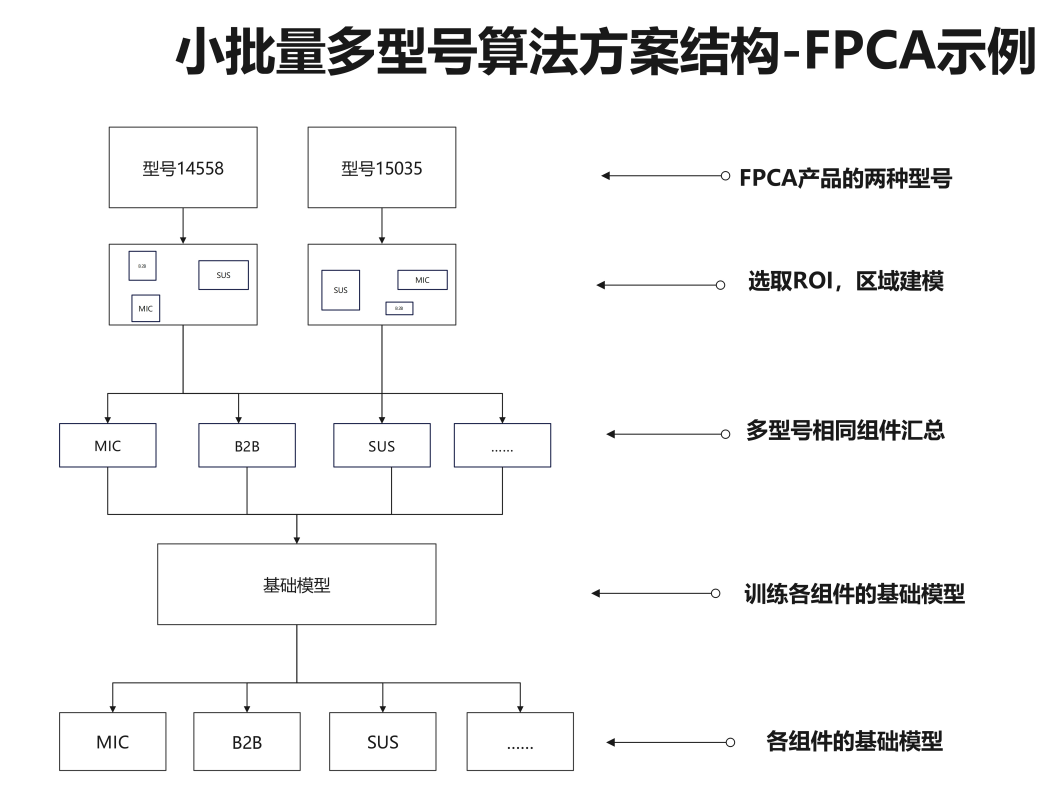 小批量多型号算法方案结构-FPCA示例
型号14558
型号15035
FPCA产品的两种型号
B2B
SUS
MIC
SUS
MIC
B2B
选取ROI，区域建模
MIC
B2B
SUS
……
多型号相同组件汇总
基础模型
训练各组件的基础模型
MIC
B2B
SUS
……
各组件的基础模型